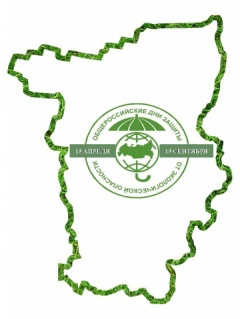 ОБЩЕРОССИЙСКИЕ ДНИ ЗАЩИТЫ
15 АПРЕЛЯ
15 СЕНТЯБРЯ
ОТ ЭКОЛОГИЧЕСКОЙ ОПАСНОСТИ